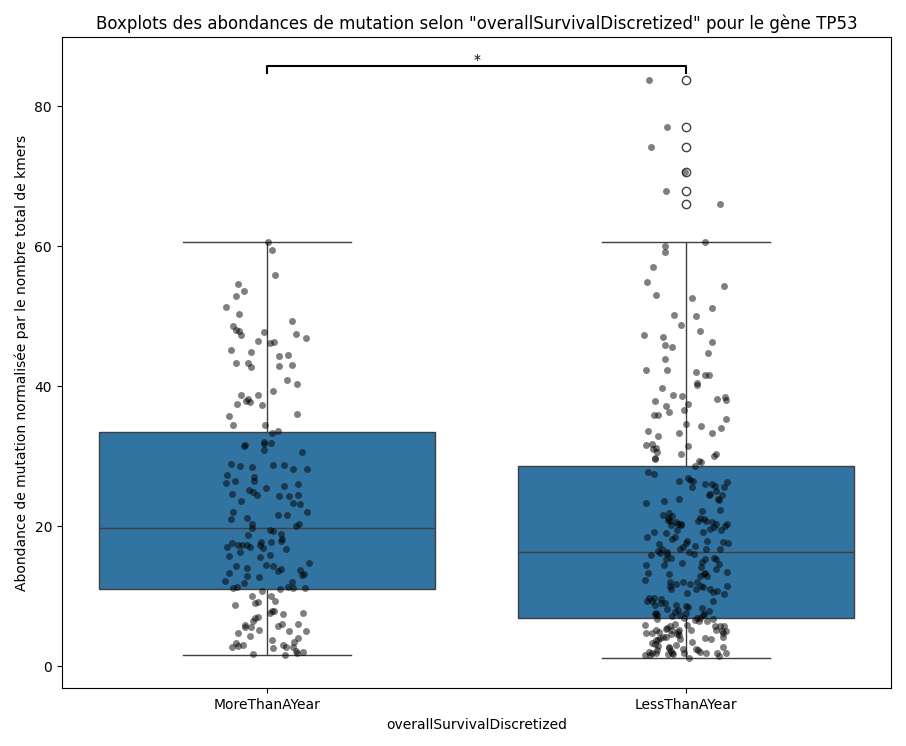 Boxplots des abondances de mutation selon "overallSurvivalDiscretized" pour le gène TP53
*
Abondance de mutation normalisée par le nombre total de kmers
80
60
40
20
0
MoreThanAYear
LessThanAYear
overallSurvivalDiscretized